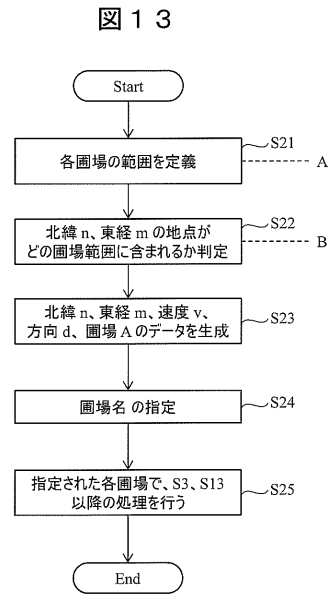 図１３
Start
S21
各圃場の範囲を定義
A
S22
北緯 n、東経 m の地点が
どの圃場範囲に含まれるか判定
B
北緯 n、東経 m、速度 v、
方向 d、圃場 A のデータを生成
S23
圃場名 の指定
S24
指定された各圃場で、S3、S13
以降の処理を行う
S25
End